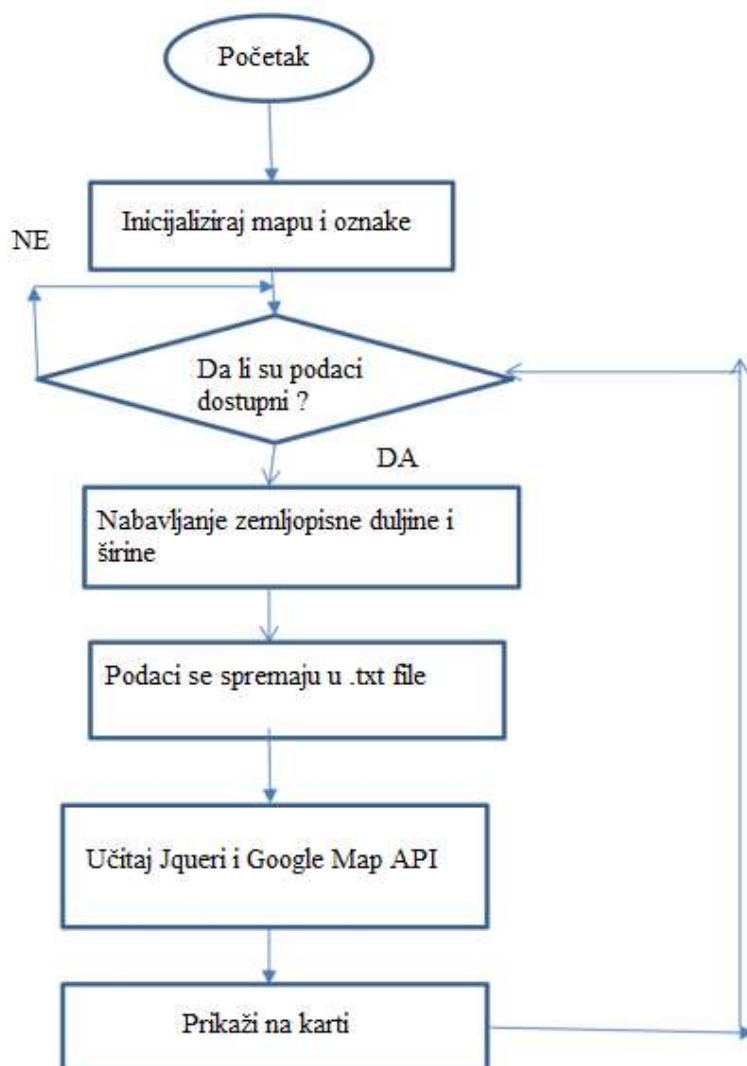 Početak
Inicijaliziraj mapu i oznake
NE
Da li su podaci
dostupni ?
DA
Nabavljanje zemljopisne duljine i
širine
Podaci se spremaju u .txt file
Učitaj Jqueri i Google Map API
Prikaži na karti